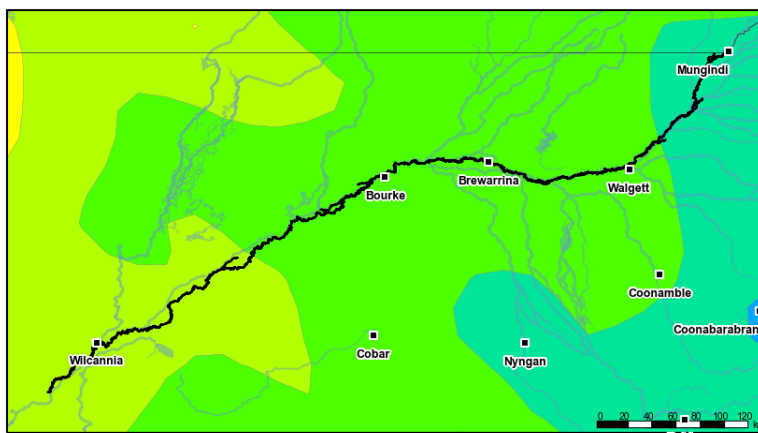 Mungindi
Bourke
Brewarrina
Walgett
Coonamble
Coonabarabran
Wilcannia
Cobar
Nyngan
0 20 40 60 80 100 120